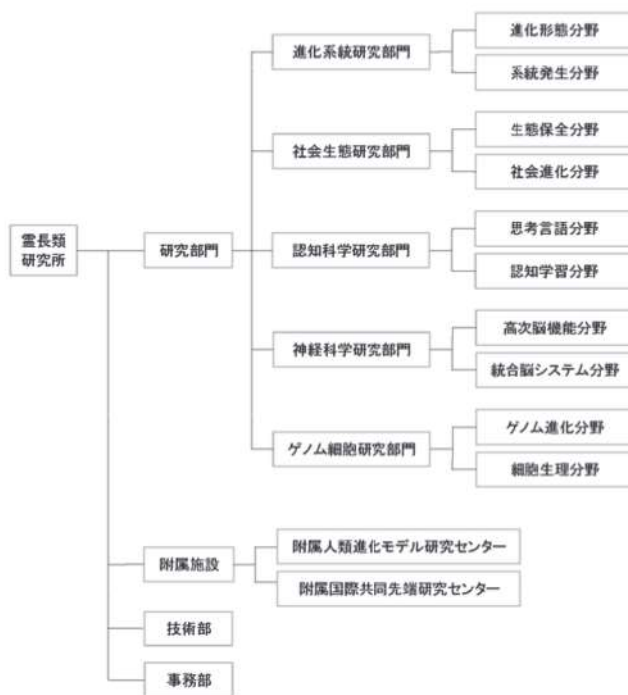 霊長類
研究所
研究部門
進化系統研究部門
進化形態分野
系統発生分野
社会生態研究部門
生態保全分野
社会進化分野
認知科学研究部門
思考言語分野
認知学習分野
神経科学研究部門
高次脳機能分野
統合脳システム分野
ゲノム細胞研究部門
ゲノム進化分野
細胞生理分野
附属施設
附属人類進化モデル研究センター
附属国際共同先端研究センター
技術部
事務部